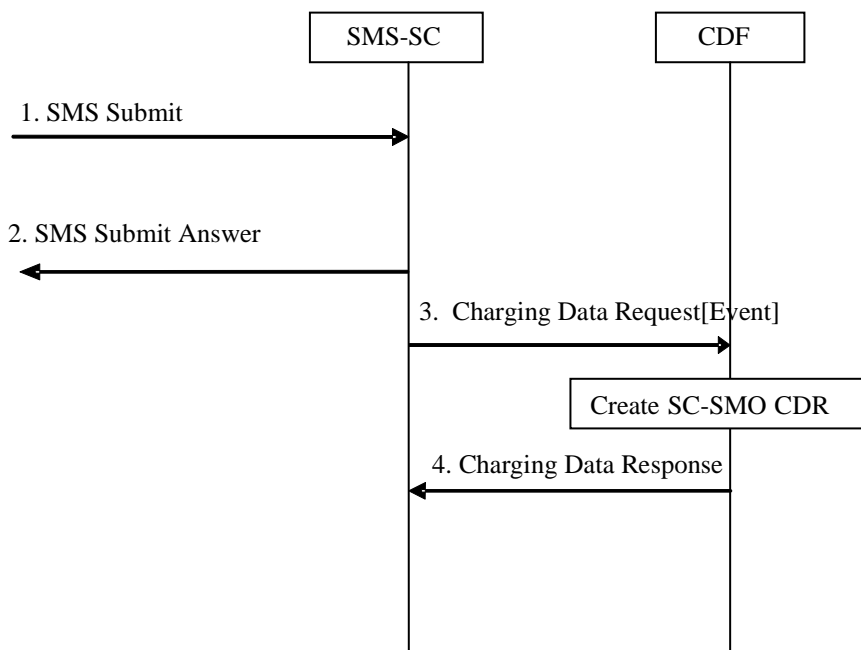 SMS-SC
CDF
1. SMS Submit
2. SMS Submit Answer
3.  Charging Data Request[Event]
Create SC-SMO CDR
4. Charging Data Response